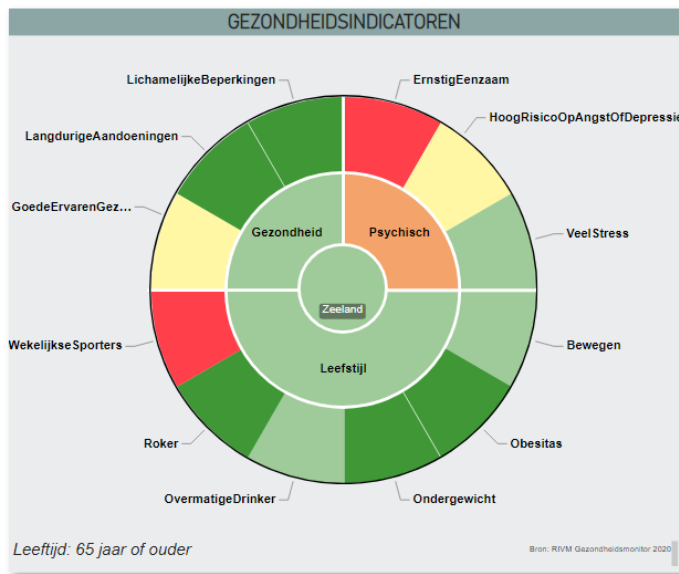 GEZONDHEIDSINDICATOREN
LichamelijkeBeperkingen
ErnstigEenzaam
HoogRisicoOpAngstOfDepressie
LangdurigeAandoeningen
GoedeErvarenGez...
Gezondheid
Psychisch
VeelStress
Zeeland
WekelijkseSporters
Bewegen
Leefstijl
Roker
Obesitas
OvermatigeDrinker
Ondergewicht
Leeftijd: 65 jaar of ouder
Bron: RIVM Gezondheidsmonitor 2020